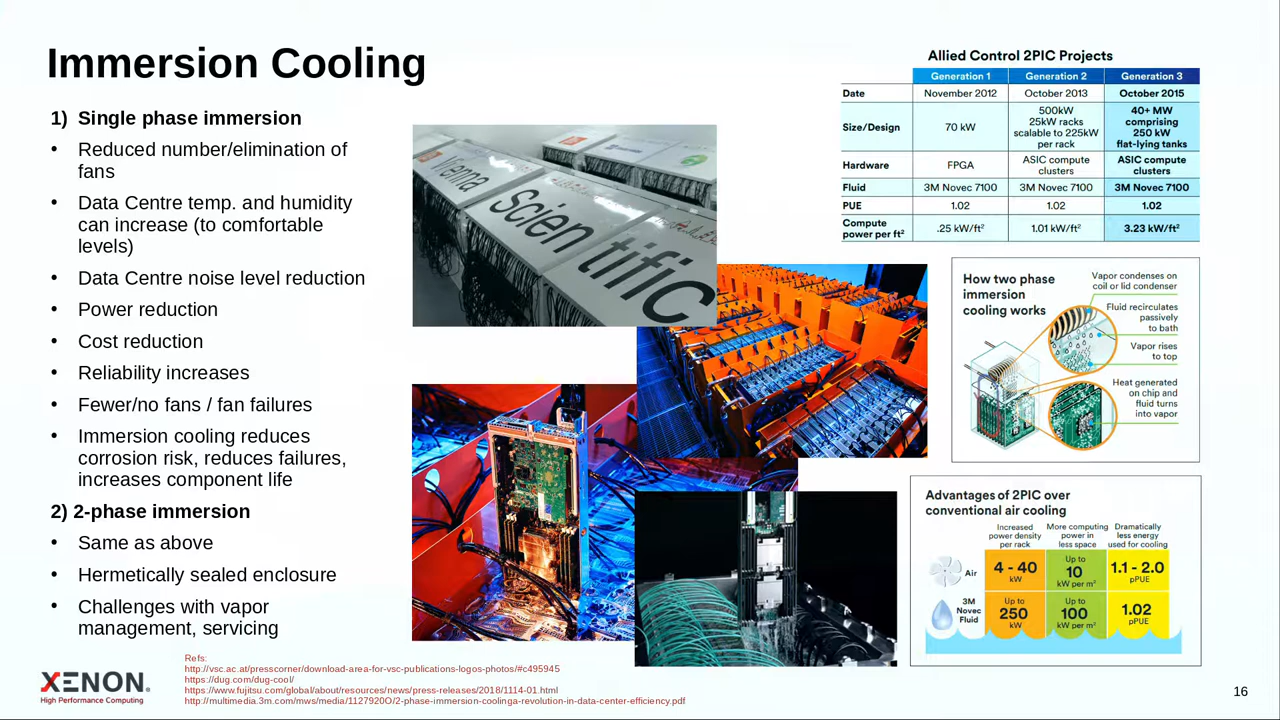 Immersion Cooling
1) Single phase immersion
• Reduced number/elimination of
fans
• Data Centre temp. and humidity
can increase (to comfortable
levels)
• Data Centre noise level reduction
• Power reduction
• Cost reduction
• Reliability increases
• Fewer/no fans / fan failures
• Immersion cooling reduces
corrosion risk, reduces failures,
increases component life
2) 2-phase immersion
• Same as above
• Hermetically sealed enclosure
• Challenges with vapor
management, servicing
Vienna
Scientific
Allied Control 2PIC Projects
Generation 1 Generation 2 Generation 3
Date November 2012 October 2013 October 2015
Size/Design 70 kW 500kW 25kW racks scalable to 225kW per rack 40+ MW comprising 250 kW flat-lying tanks
Hardware FPGA ASIC compute clusters ASIC compute clusters
Fluid 3M Novec 7100 3M Novec 7100 3M Novec 7100
PUE 1.02 1.02 1.02
Compute power per ft² .25 kW/ft² 1.01 kW/ft² 3.23 kW/ft²
How two phase
immersion
cooling works
Vapor condenses on
coil or lid condenser
Fluid recirculates
passively
to bath
Vapor rises
to top
Heat generated
on chip and
fluid turns
into vapor
Advantages of 2PIC over
conventional air cooling
Increased power density per rack
More computing power in less space
Dramatically less energy used for cooling
Air
4 - 40 kW
Up to 10 kW per m²
1.1 - 2.0 pPUE
3M Novec Fluid
Up to 250 kW
Up to 100 kW per m²
1.02 pPUE
XENON.
High Performance Computing
Refs:
http://vsc.ac.at/presscorner/download-area-for-vsc-publications-logos-photos/#c495945
https://dug.com/dug-cool/
https://www.fujitsu.com/global/about/resources/news/press-releases/2018/1114-01.html
http://multimedia.3m.com/mws/media/1127920O/2-phase-immersion-coolinga-revolution-in-data-center-efficiency.pdf
16